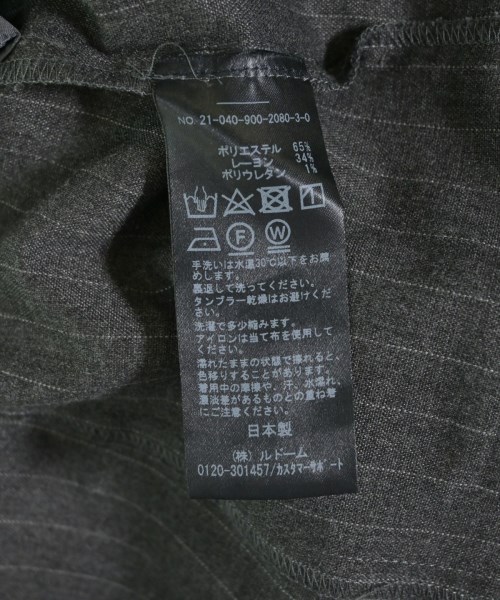 NO. 21-040-900-2080-3-0
ポリエステル 65%
レーヨン 34%
ポリウレタン 1%
F W
手洗いは水温30℃以下をお薦
めします。
裏返して洗ってください。
タンブラー乾燥はお避けくださ
い。
洗濯で多少縮みます。
アイロンは当て布を使用して
ください。
濡れたままの状態で擦れると、
色移りすることがあります。
着用中の摩擦や、汗、水濡れ、
濃淡差があるものとの重ね着
にご注意ください。
日本製
(株) ルドーム
0120-301457/カスタマーサポート